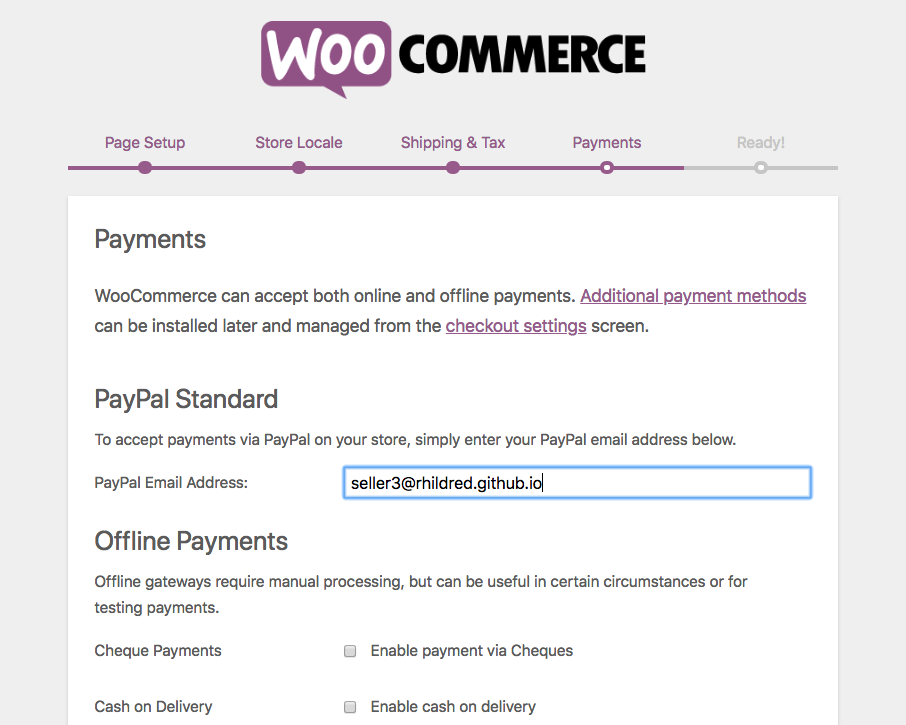 WOO COMMERCE
Page Setup Store Locale Shipping & Tax Payments Ready!
Payments
WooCommerce can accept both online and offline payments. Additional payment methods
can be installed later and managed from the checkout settings screen.
PayPal Standard
To accept payments via PayPal on your store, simply enter your PayPal email address below.
PayPal Email Address: seller3@rhildred.github.io
Offline Payments
Offline gateways require manual processing, but can be useful in certain circumstances or for
testing payments.
Cheque Payments Enable payment via Cheques
Cash on Delivery Enable cash on delivery